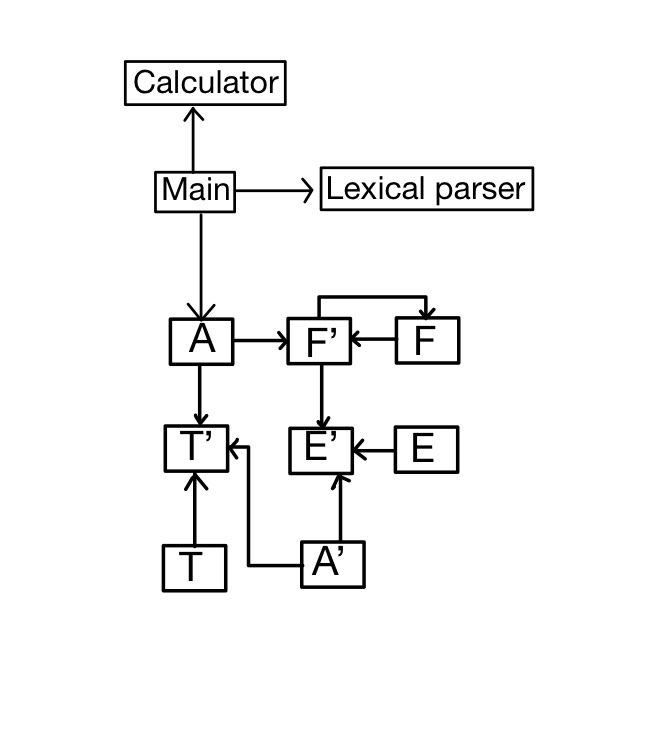 Calculator
Main
Lexical parser
A
F’
F
T’
E’
E
T
A’